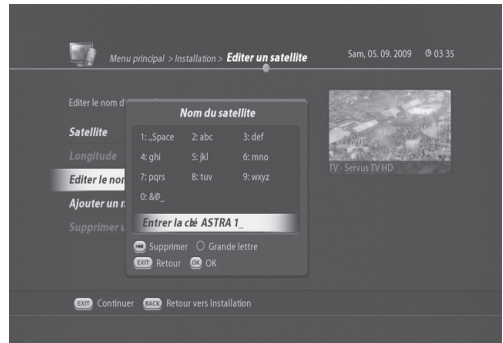 Menu principal > Installation > Editer un satellite
Sam, 05. 09. 2009 03 35
Editer le nom d
Nom du satellite
Satellite
1: .,Space 2: abc 3: def
Longitude
4: ghi 5: jkl 6: mno
TV - Servus TV HD
Editer le nom
7: pqrs 8: tuv 9: wxyz
Ajouter un n
0: &@_
Supprimer u
Entrer la clé ASTRA 1_
Supprimer Grande lettre
EXIT Retour OK OK
EXIT Continuer BACK Retour vers Installation